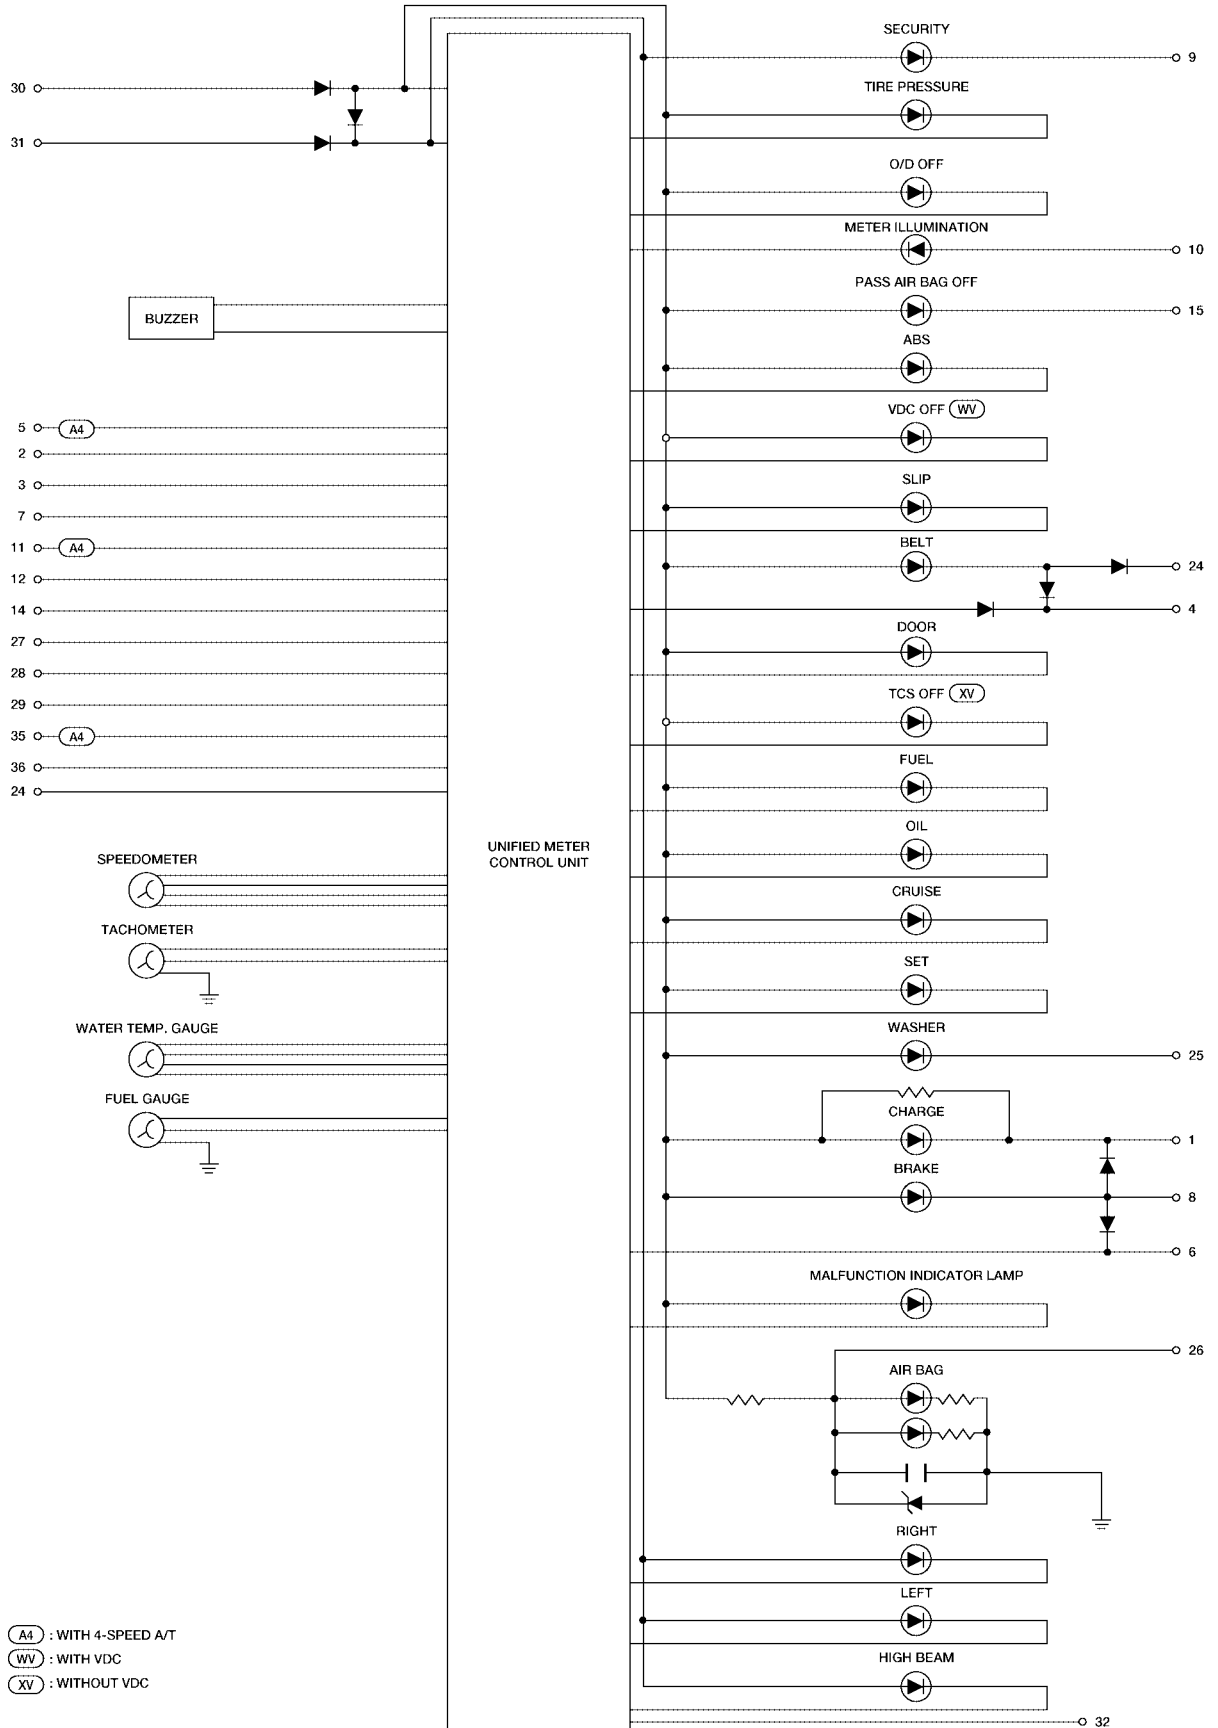 SECURITY
9
30
TIRE PRESSURE
31
O/D OFF
METER ILLUMINATION
10
PASS AIR BAG OFF
15
BUZZER
ABS
5 A4
VDC OFF WV
2
3
SLIP
7
11 A4
BELT
24
12
4
14
DOOR
27
28
TCS OFF XV
29
35 A4
FUEL
36
24
OIL
UNIFIED METER
CONTROL UNIT
SPEEDOMETER
CRUISE
TACHOMETER
SET
WATER TEMP. GAUGE
WASHER
25
FUEL GAUGE
CHARGE
1
BRAKE
8
6
MALFUNCTION INDICATOR LAMP
26
AIR BAG
RIGHT
LEFT
A4 : WITH 4-SPEED A/T
WV : WITH VDC
HIGH BEAM
XV : WITHOUT VDC
32